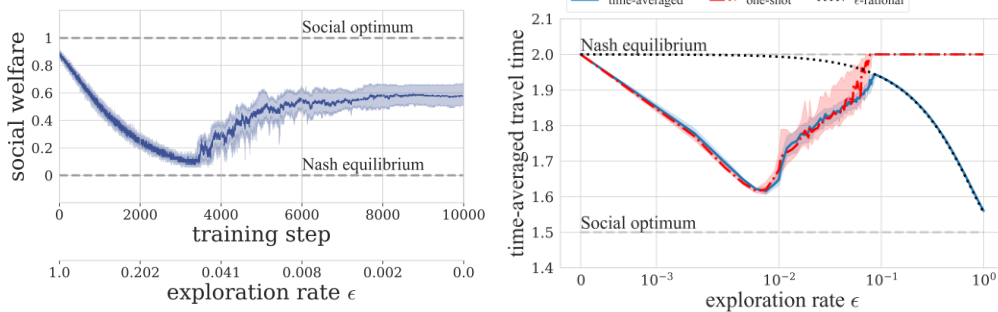 social welfare
Social optimum
Nash equilibrium
1
0.8
0.6
0.4
0.2
0
0 2000 4000 6000 8000 10000
training step
1.0 0.202 0.041 0.008 0.002 0.0
exploration rate ϵ
time-averaged one-shot ϵ-rational
time-averaged travel time
Nash equilibrium
Social optimum
2.1
2.0
1.9
1.8
1.7
1.6
1.5
1.4
0 10⁻³ 10⁻² 10⁻¹ 10⁰
exploration rate ϵ